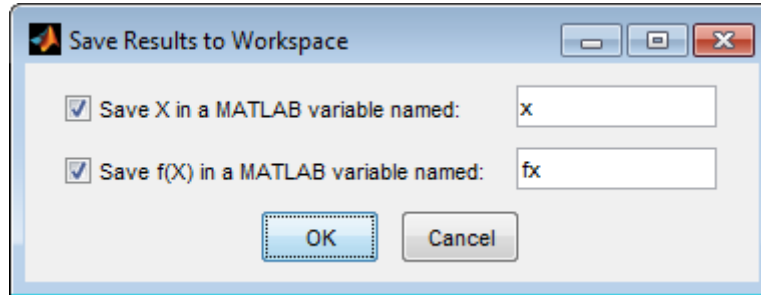 Save Results to Workspace
Save X in a MATLAB variable named: x
Save f(X) in a MATLAB variable named: fx
OK Cancel